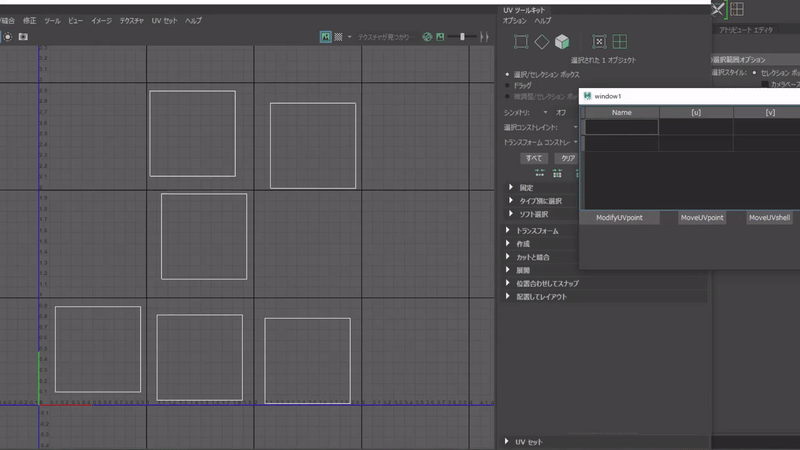 UV ツールキット
オプション ヘルプ
修正 ツール ビュー イメージ テクスチャ UV セット ヘルプ
アトリビュート エディタ
テクスチャが見つかり
選択された 1 オブジェクト
選択範囲オプション
選択スタイル: セレクション ボックス
カメラベース
選択/セレクション ボックス
ドラッグ
微調整/セレクション
シンメトリ: オフ
選択コンストレイント:
トランスフォーム コンストレ
すべて クリア
固定
タイプ別に選択
ソフト選択
トランスフォーム
作成
カットと縫合
展開
位置合わせしてスナップ
配置してレイアウト
UV セット
window1
Name [u] [v]
ModifyUVpoint MoveUVpoint MoveUVshell